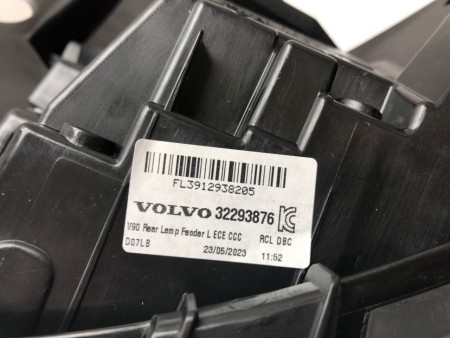 FL3912938205
VOLVO 32293876
V90 Rear Lamp Fender L ECE CCC RCL DBC
D07LB 23/05/2023 11:52